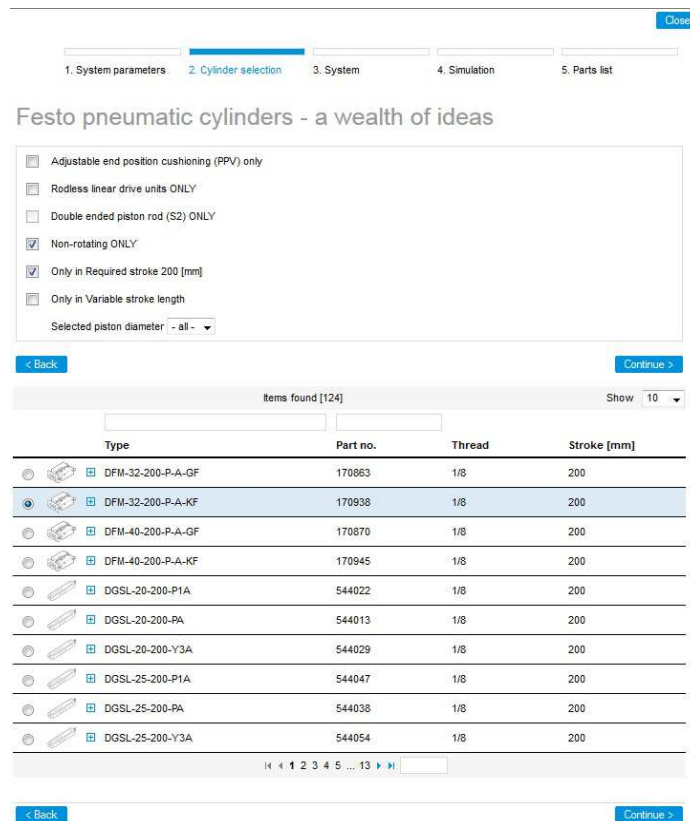 Close
1. System parameters 2. Cylinder selection 3. System 4. Simulation 5. Parts list
Festo pneumatic cylinders - a wealth of ideas
Adjustable end position cushioning (PPV) only
Rodless linear drive units ONLY
Double ended piston rod (S2) ONLY
Non-rotating ONLY
Only in Required stroke 200 [mm]
Only in Variable stroke length
Selected piston diameter - all -
< Back Continue >
Items found [124] Show 10
Type Part no. Thread Stroke [mm]
DFM-32-200-P-A-GF 170863 1/8 200
DFM-32-200-P-A-KF 170938 1/8 200
DFM-40-200-P-A-GF 170870 1/8 200
DFM-40-200-P-A-KF 170945 1/8 200
DGSL-20-200-P1A 544022 1/8 200
DGSL-20-200-PA 544013 1/8 200
DGSL-20-200-Y3A 544029 1/8 200
DGSL-25-200-P1A 544047 1/8 200
DGSL-25-200-PA 544038 1/8 200
DGSL-25-200-Y3A 544054 1/8 200
1 2 3 4 5 ... 13
< Back Continue >